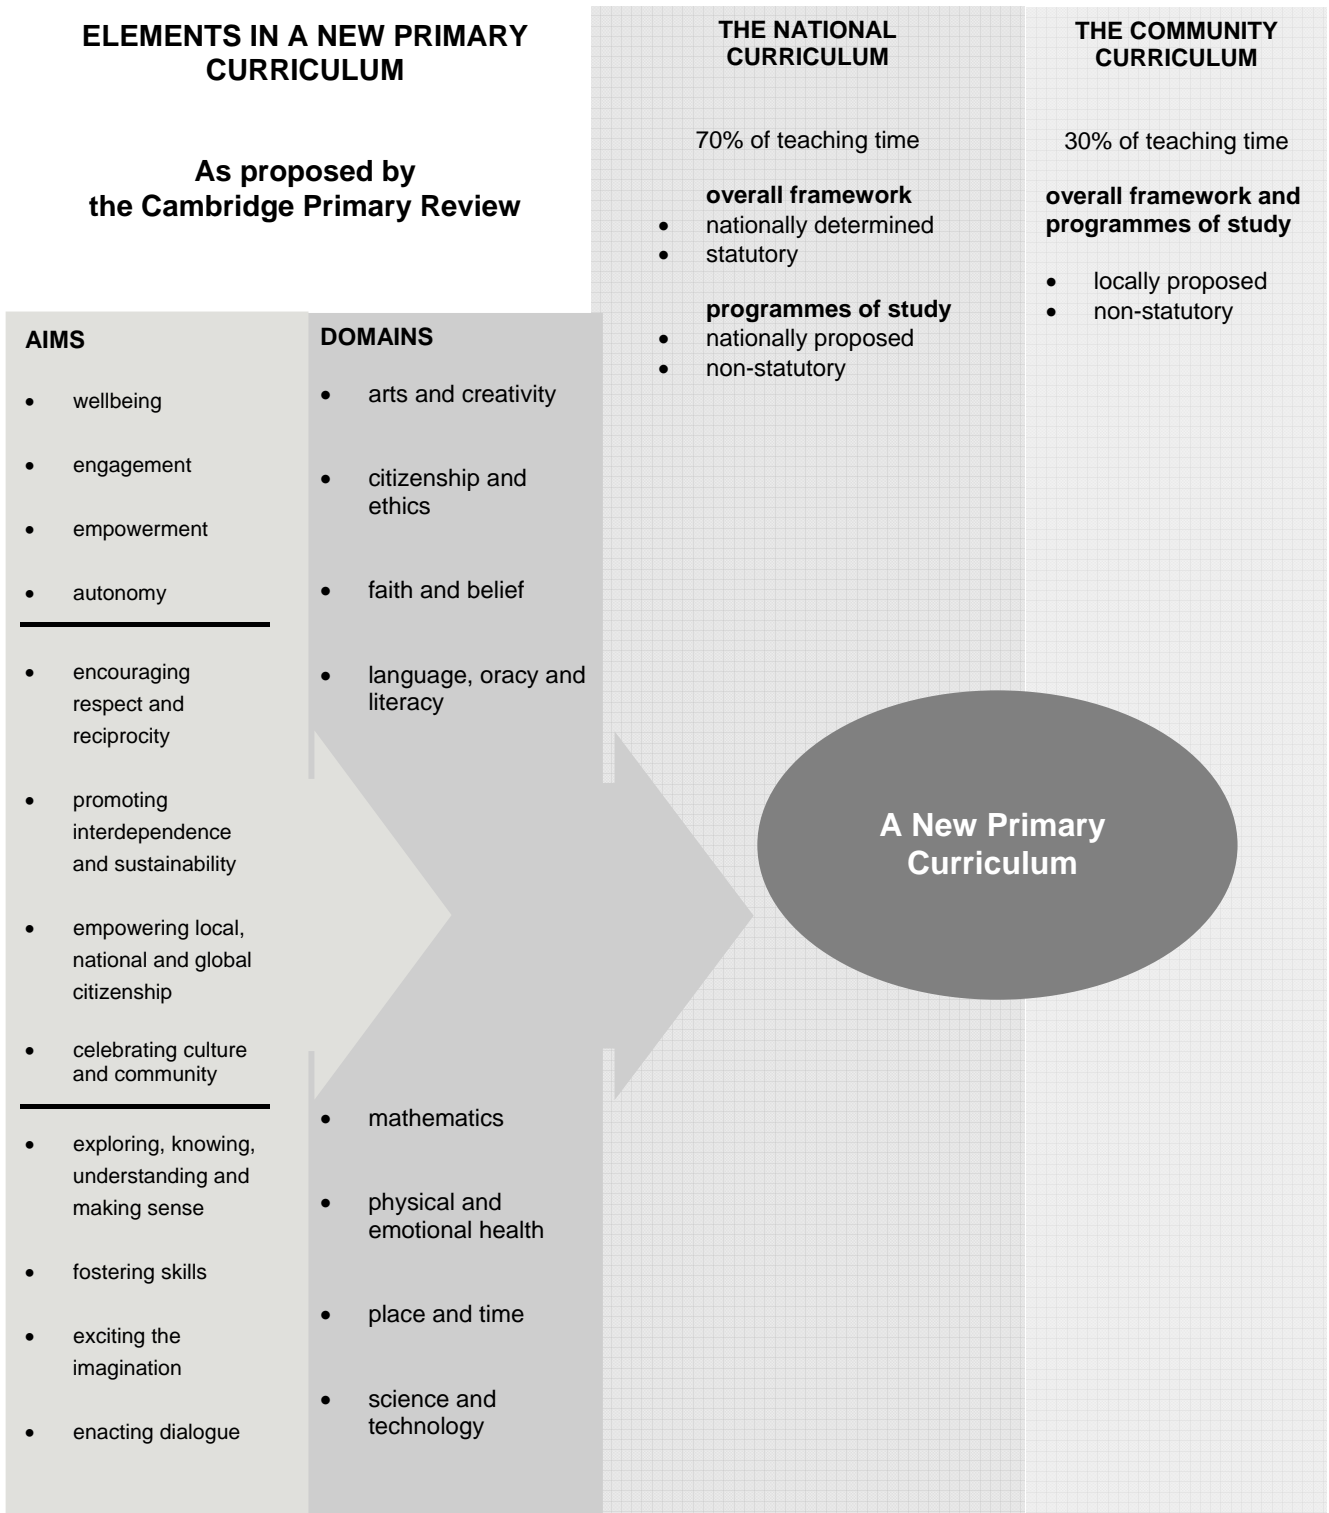 ELEMENTS IN A NEW PRIMARY
CURRICULUM
As proposed by
the Cambridge Primary Review
THE NATIONAL
CURRICULUM
70% of teaching time
overall framework
• nationally determined
• statutory
programmes of study
• nationally proposed
• non-statutory
THE COMMUNITY
CURRICULUM
30% of teaching time
overall framework and
programmes of study
• locally proposed
• non-statutory
AIMS
• wellbeing
• engagement
• empowerment
• autonomy
• encouraging
respect and
reciprocity
• promoting
interdependence
and sustainability
• empowering local,
national and global
citizenship
• celebrating culture
and community
• exploring, knowing,
understanding and
making sense
• fostering skills
• exciting the
imagination
• enacting dialogue
DOMAINS
• arts and creativity
• citizenship and
ethics
• faith and belief
• language, oracy and
literacy
• mathematics
• physical and
emotional health
• place and time
• science and
technology
A New Primary
Curriculum